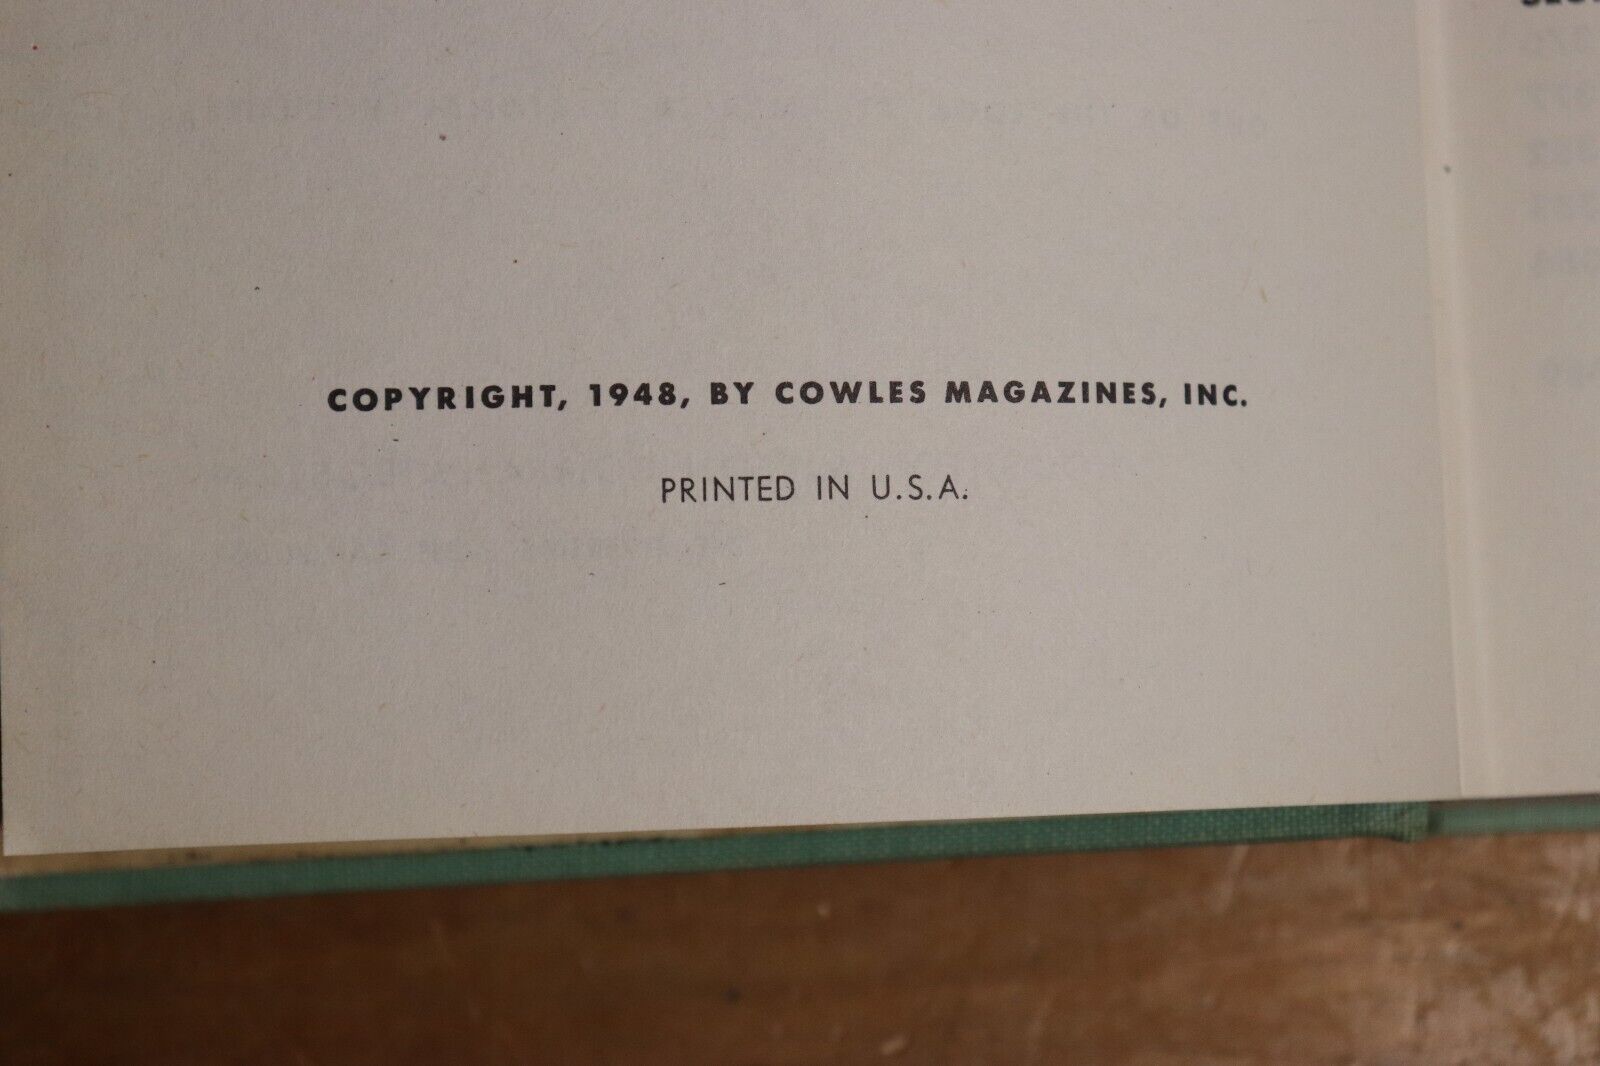 COPYRIGHT, 1948, BY COWLES MAGAZINES, INC.
PRINTED IN U.S.A.